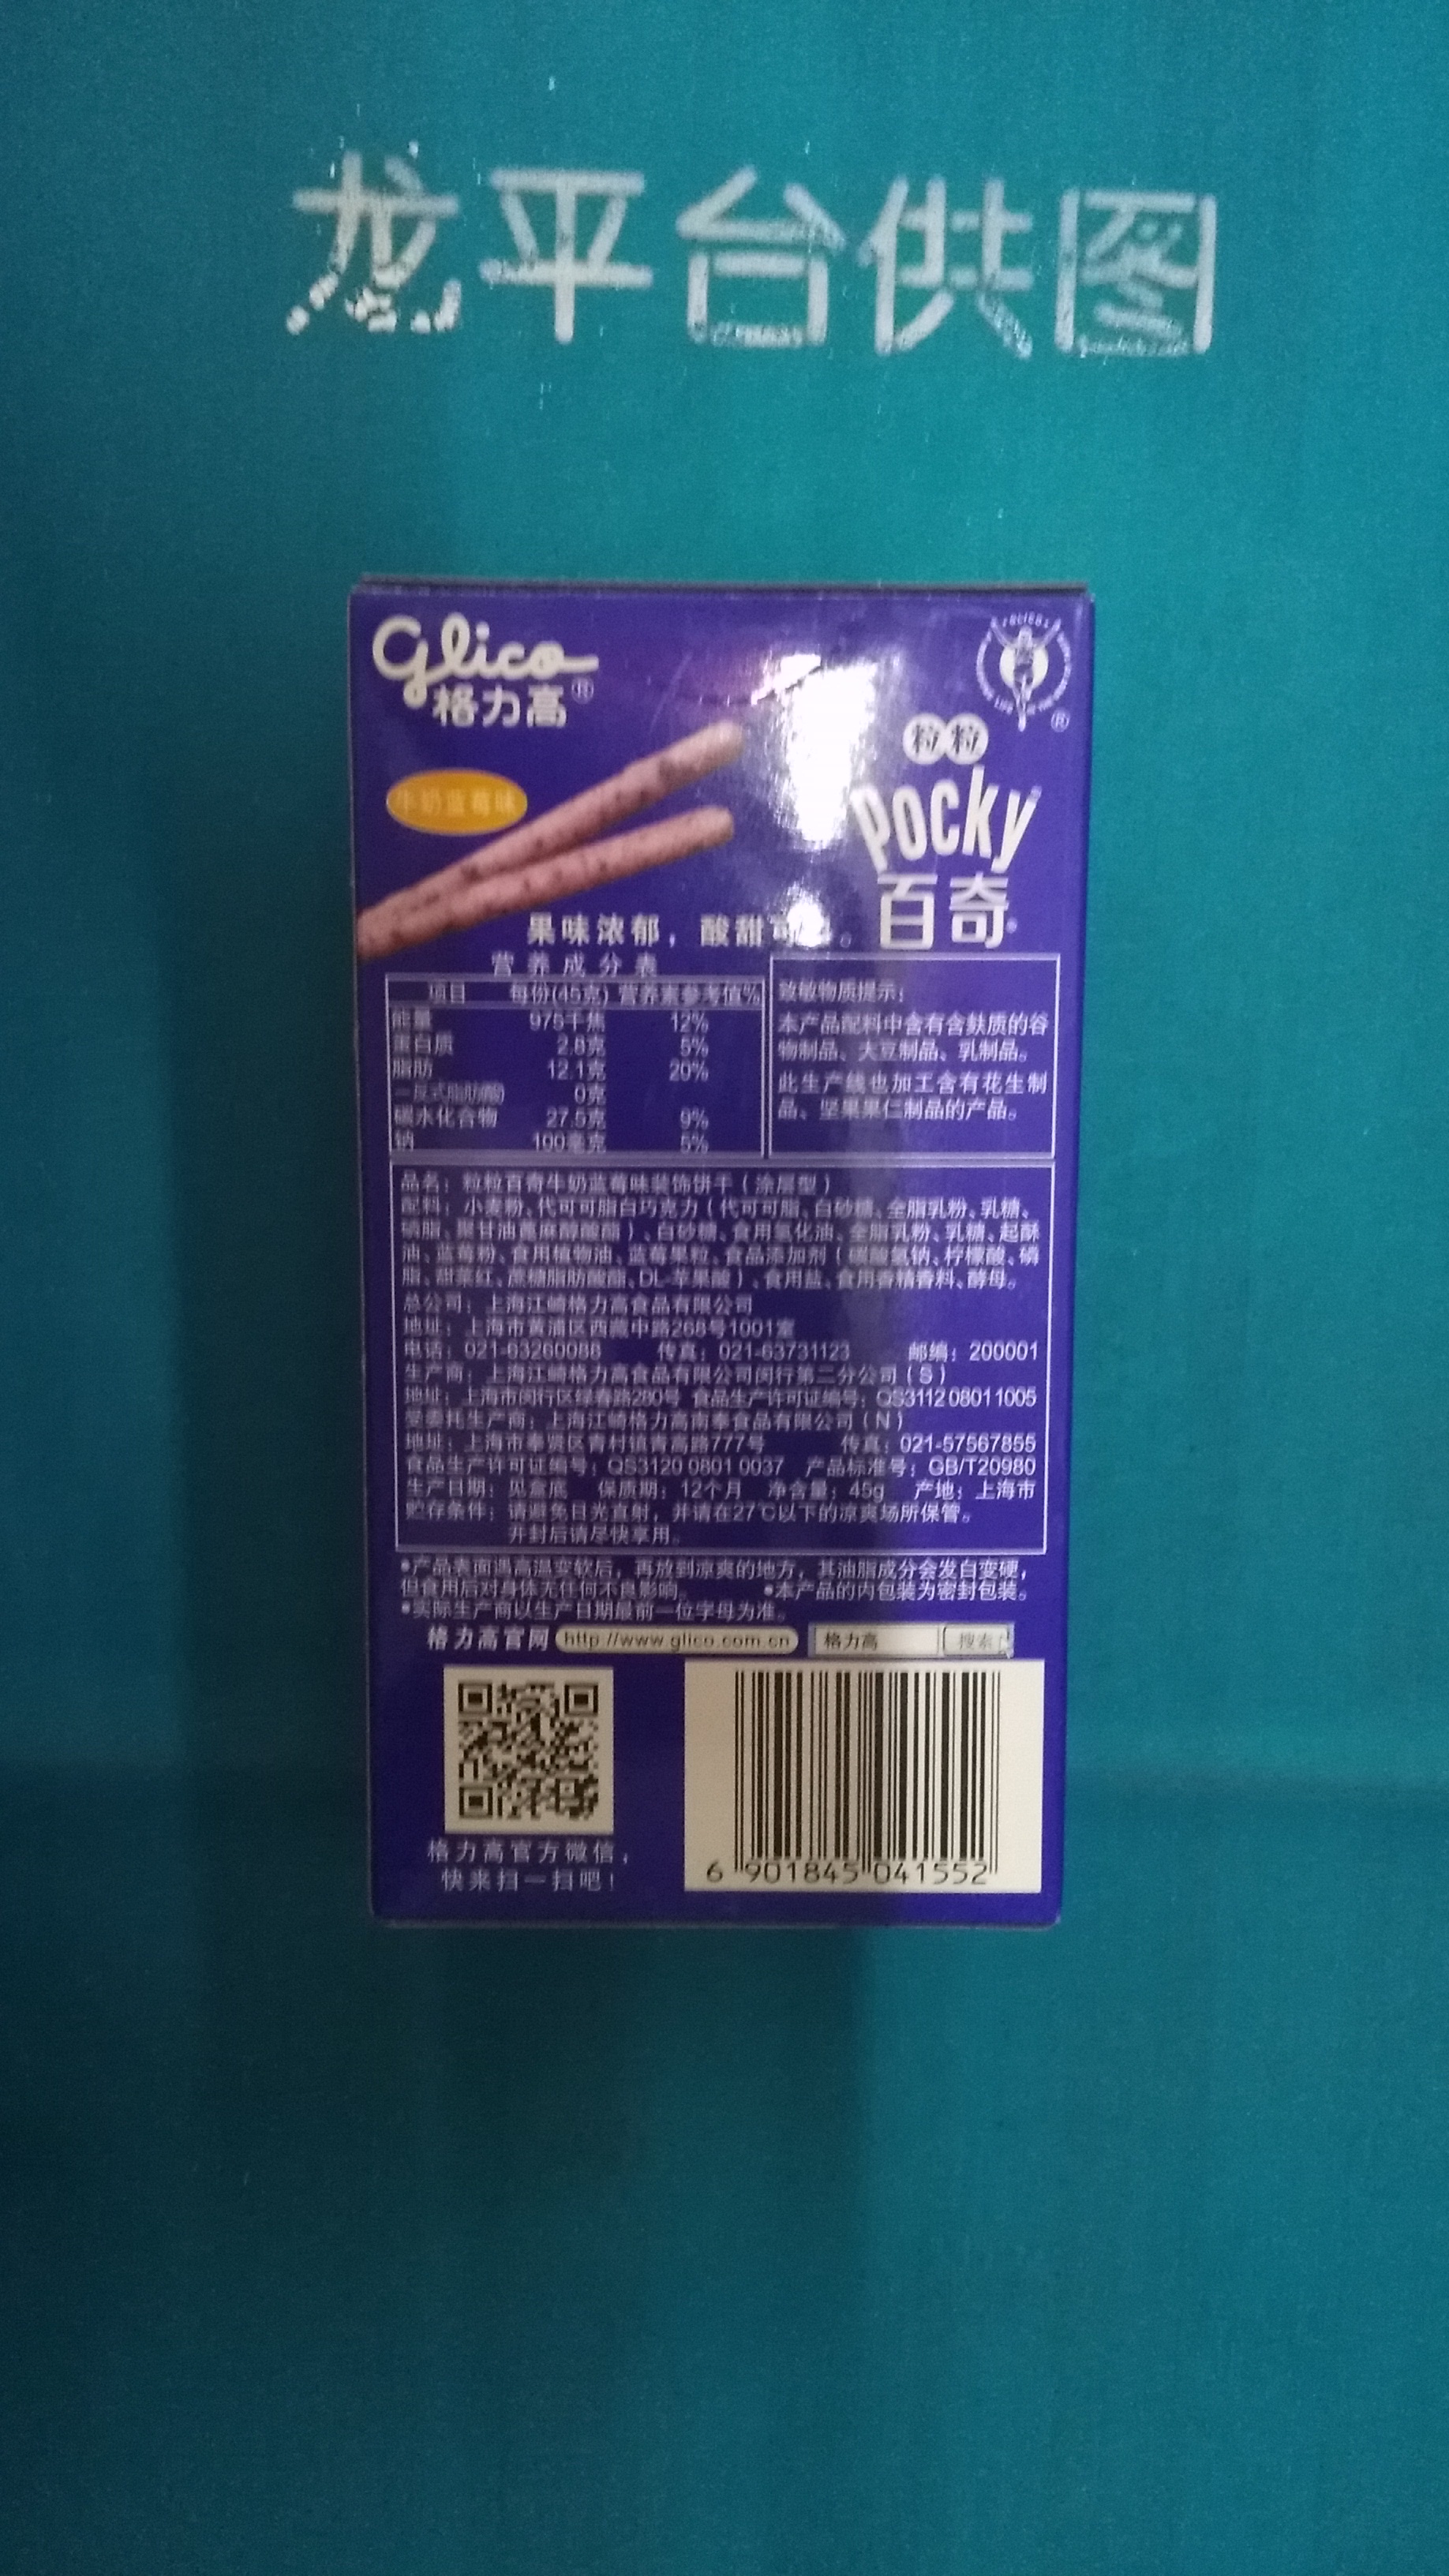 龙平台供图
Glico
格力高®
粒粒
Pocky
百奇
牛奶蓝莓味
果味浓郁，酸甜可
营养成分表
项目 每份(45克) 营养素参考值%
能量 975千焦 12%
蛋白质 2.8克 5%
脂肪 12.1克 20%
—反式脂肪(酸) 0克
碳水化合物 27.5克 9%
钠 100毫克 5%
致敏物质提示：
本产品配料中含有含麸质的谷
物制品、大豆制品、乳制品。
此生产线也加工含有花生制
品、坚果果仁制品的产品。
品名：粒粒百奇牛奶蓝莓味装饰饼干（涂层型）
配料：小麦粉、代可可脂白巧克力（代可可脂、白砂糖、全脂乳粉、乳糖、
磷脂、聚甘油蓖麻醇酸酯）、白砂糖、食用氢化油、全脂乳粉、乳糖、起酥
油、蓝莓粉、食用植物油、蓝莓果粒、食品添加剂（碳酸氢钠、柠檬酸、磷
脂、甜菜红、蔗糖脂肪酸酯、DL-苹果酸）、食用盐、食用香精香料、酵母。
总公司：上海江崎格力高食品有限公司
地址：上海市黄浦区西藏中路268号1001室
电话：021-63260088 传真：021-63731123 邮编：200001
生产商：上海江崎格力高食品有限公司闵行第二分公司（S）
地址：上海市闵行区绿春路280号 食品生产许可证编号：QS3112 0801 1005
受委托生产商：上海江崎格力高南奉食品有限公司（N）
地址：上海市奉贤区青村镇青高路777号 传真：021-57567855
食品生产许可证编号：QS3120 0801 0037 产品标准号：GB/T20980
生产日期：见盒底 保质期：12个月 净含量：45g 产地：上海市
贮存条件：请避免日光直射，并请在27℃以下的凉爽场所保管。
开封后请尽快享用。
•产品表面遇高温变软后，再放到凉爽的地方，其油脂成分会发白变硬，
但食用后对身体无任何不良影响。 •本产品的内包装为密封包装。
•实际生产商以生产日期最前一位字母为准。
格力高官网 http://www.glico.com.cn 格力高 搜索
格力高官方微信，
快来扫一扫吧！
6 901845 041552